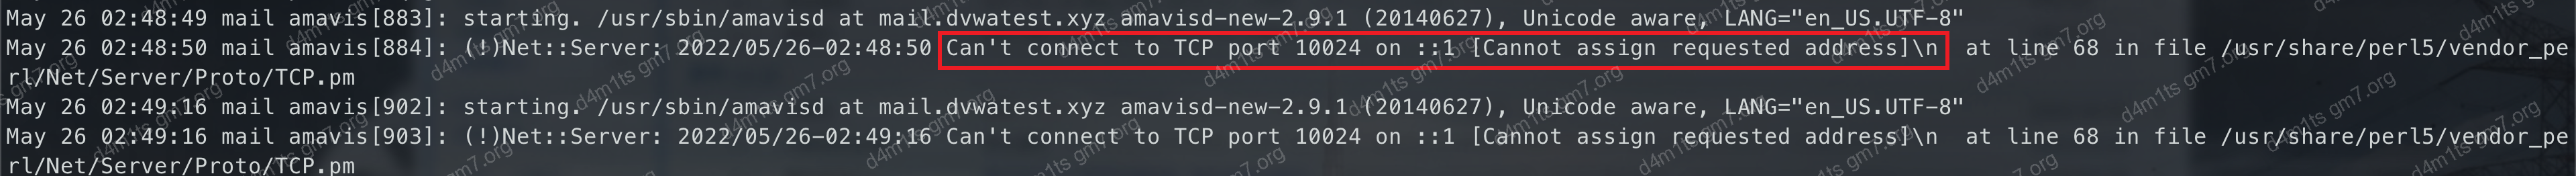 May 26 02:48:49 mail amavis[883]: starting. /usr/sbin/amavisd at mail.dvwatest.xyz amavisd-new-2.9.1 (20140627), Unicode aware, LANG="en_US.UTF-8"
May 26 02:48:50 mail amavis[884]: (!)Net::Server: 2022/05/26-02:48:50 Can't connect to TCP port 10024 on ::1 [Cannot assign requested address]\n  at line 68 in file /usr/share/perl5/vendor_pe
rl/Net/Server/Proto/TCP.pm
May 26 02:49:16 mail amavis[902]: starting. /usr/sbin/amavisd at mail.dvwatest.xyz amavisd-new-2.9.1 (20140627), Unicode aware, LANG="en_US.UTF-8"
May 26 02:49:16 mail amavis[903]: (!)Net::Server: 2022/05/26-02:49:16 Can't connect to TCP port 10024 on ::1 [Cannot assign requested address]\n  at line 68 in file /usr/share/perl5/vendor_pe
rl/Net/Server/Proto/TCP.pm
d4m1ts gm7.org